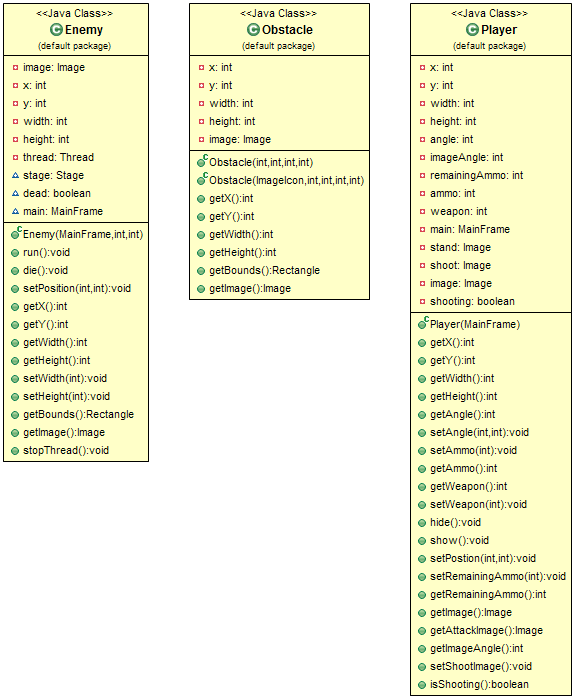 <<Java Class>>
Enemy
(default package)
image: Image
x: int
y: int
width: int
height: int
thread: Thread
stage: Stage
dead: boolean
main: MainFrame
Enemy(MainFrame,int,int)
run():void
die():void
setPosition(int,int):void
getX():int
getY():int
getWidth():int
getHeight():int
setWidth(int):void
setHeight(int):void
getBounds():Rectangle
getImage():Image
stopThread():void
<<Java Class>>
Obstacle
(default package)
x: int
y: int
width: int
height: int
image: Image
Obstacle(int,int,int,int)
Obstacle(ImageIcon,int,int,int,int)
getX():int
getY():int
getWidth():int
getHeight():int
getBounds():Rectangle
getImage():Image
<<Java Class>>
Player
(default package)
x: int
y: int
width: int
height: int
angle: int
imageAngle: int
remainingAmmo: int
ammo: int
weapon: int
main: MainFrame
stand: Image
shoot: Image
image: Image
shooting: boolean
Player(MainFrame)
getX():int
getY():int
getWidth():int
getHeight():int
getAngle():int
setAngle(int,int):void
setAmmo(int):void
getAmmo():int
getWeapon():int
setWeapon(int):void
hide():void
show():void
setPostion(int,int):void
setRemainingAmmo(int):void
getRemainingAmmo():int
getImage():Image
getAttackImage():Image
getImageAngle():int
setShootImage():void
isShooting():boolean